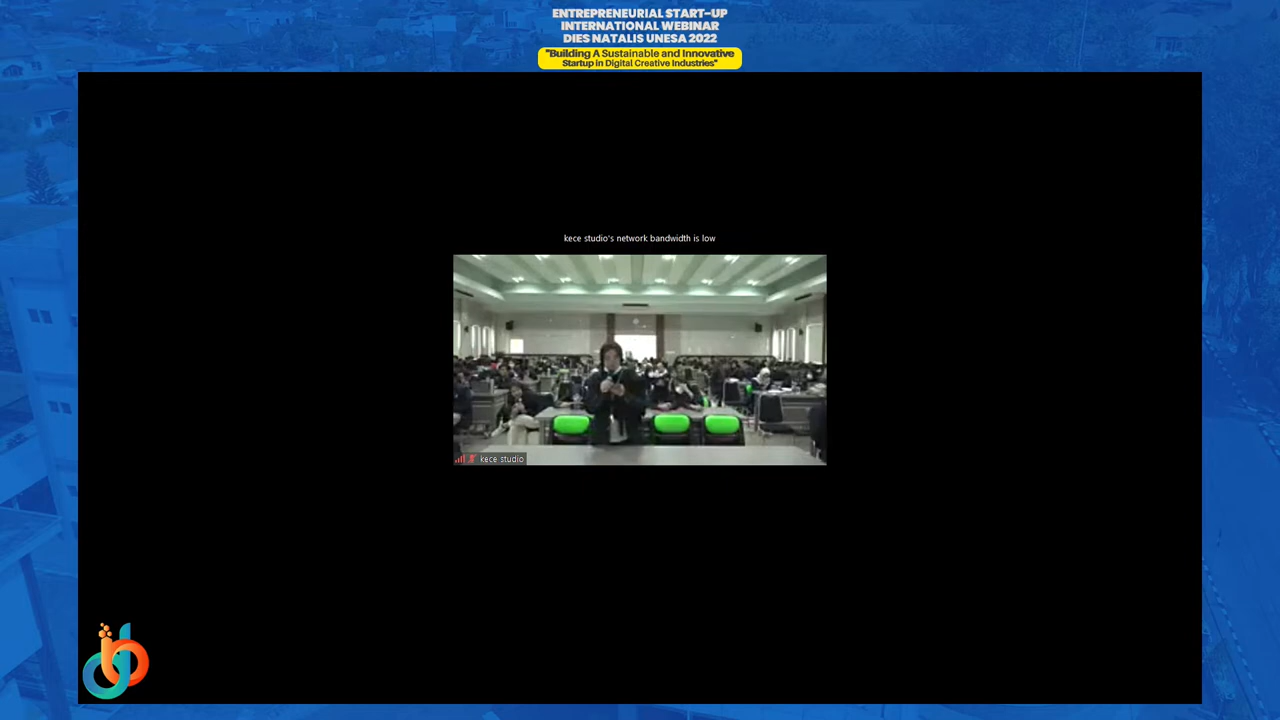 ENTREPRENEURIAL START-UP
INTERNATIONAL WEBINAR
DIES NATALIS UNESA 2022
"Building A Sustainable and Innovative
Startup in Digital Creative Industries"
kece studio's network bandwidth is low
kece studio